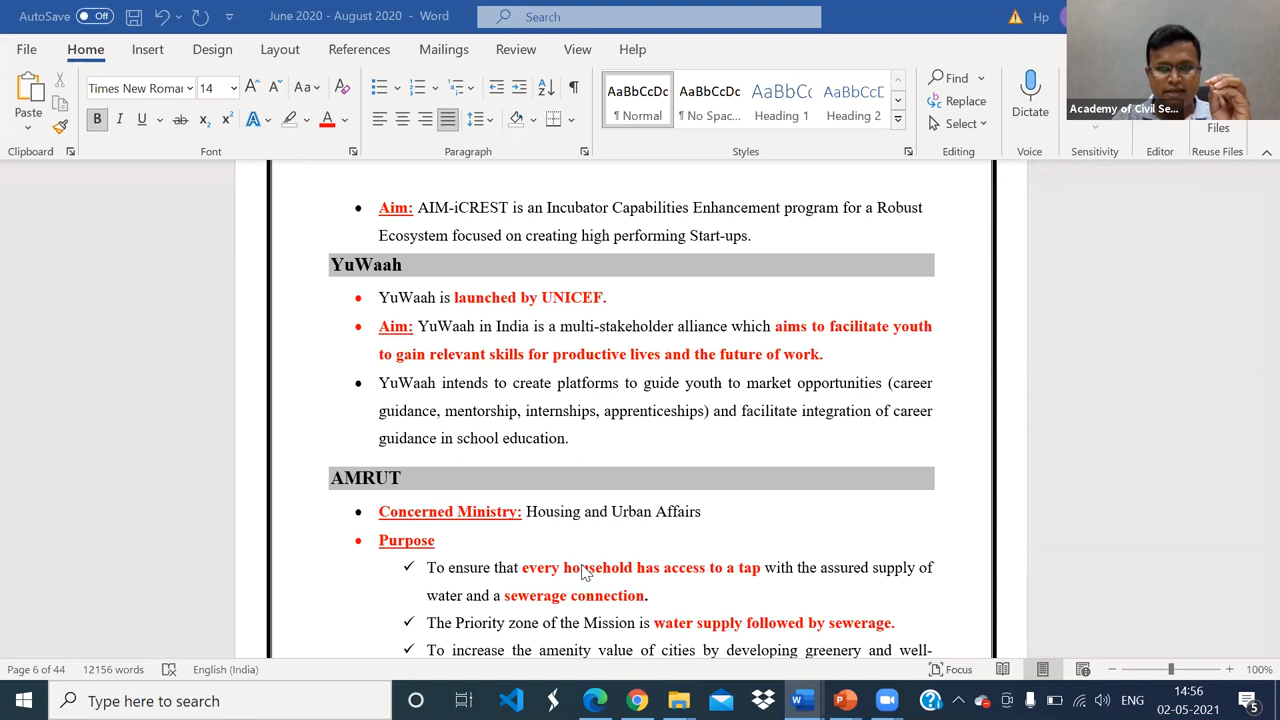 AutoSave Off June 2020 - August 2020 - Word Search Hp
File Home Insert Design Layout References Mailings Review View Help
Times New Roma 14 Find
AaBbCcDc AaBbCcDc AaBbCc AaBbCcD
Paste Replace Dictate
¶ Normal ¶ No Spac... Heading 1 Heading 2 Select Files
Clipboard Font Paragraph Styles Editing Voice Sensitivity Editor Reuse Files
Academy of Civil Se...
• Aim: AIM-iCREST is an Incubator Capabilities Enhancement program for a Robust
Ecosystem focused on creating high performing Start-ups.
YuWaah
• YuWaah is launched by UNICEF.
• Aim: YuWaah in India is a multi-stakeholder alliance which aims to facilitate youth
to gain relevant skills for productive lives and the future of work.
• YuWaah intends to create platforms to guide youth to market opportunities (career
guidance, mentorship, internships, apprenticeships) and facilitate integration of career
guidance in school education.
AMRUT
• Concerned Ministry: Housing and Urban Affairs
• Purpose
✓ To ensure that every household has access to a tap with the assured supply of
water and a sewerage connection.
✓ The Priority zone of the Mission is water supply followed by sewerage.
✓ To increase the amenity value of cities by developing greenery and well-
Page 6 of 44 12156 words English (India) Focus 100%
Type here to search ENG 14:56
02-05-2021 5